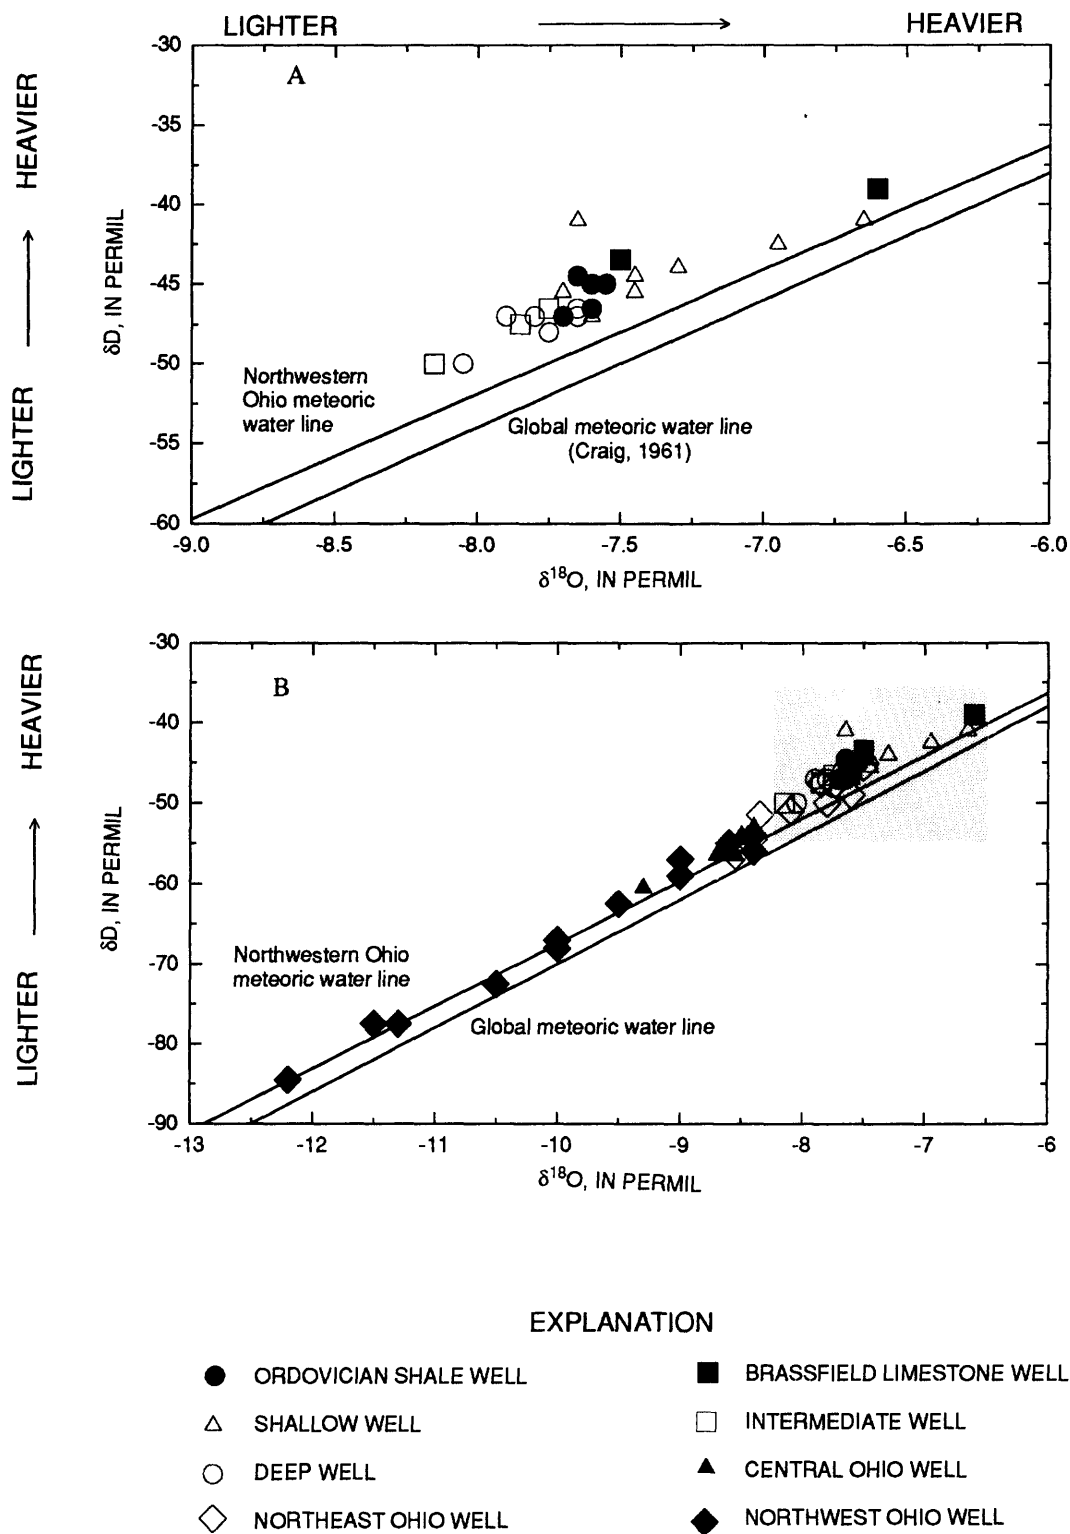 LIGHTER
HEAVIER
A
-30
-35
-40
-45
-50
-55
-60
HEAVIER
LIGHTER
δD, IN PERMIL
Northwestern
Ohio meteoric
water line
Global meteoric water line
(Craig, 1961)
-9.0
-8.5
-8.0
-7.5
-7.0
-6.5
-6.0
δ¹⁸O, IN PERMIL
B
-30
-40
-50
-60
-70
-80
-90
HEAVIER
LIGHTER
δD, IN PERMIL
Northwestern Ohio
meteoric water line
Global meteoric water line
-13
-12
-11
-10
-9
-8
-7
-6
δ¹⁸O, IN PERMIL
EXPLANATION
ORDOVICIAN SHALE WELL
BRASSFIELD LIMESTONE WELL
SHALLOW WELL
INTERMEDIATE WELL
DEEP WELL
CENTRAL OHIO WELL
NORTHEAST OHIO WELL
NORTHWEST OHIO WELL